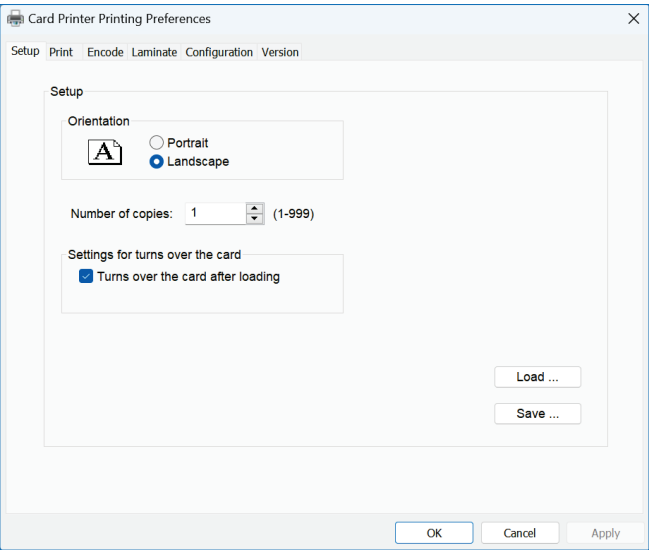 Card Printer Printing Preferences
Setup Print Encode Laminate Configuration Version
Setup
Orientation
A
Portrait
Landscape
Number of copies: 1 (1-999)
Settings for turns over the card
Turns over the card after loading
Load ...
Save ...
OK Cancel Apply